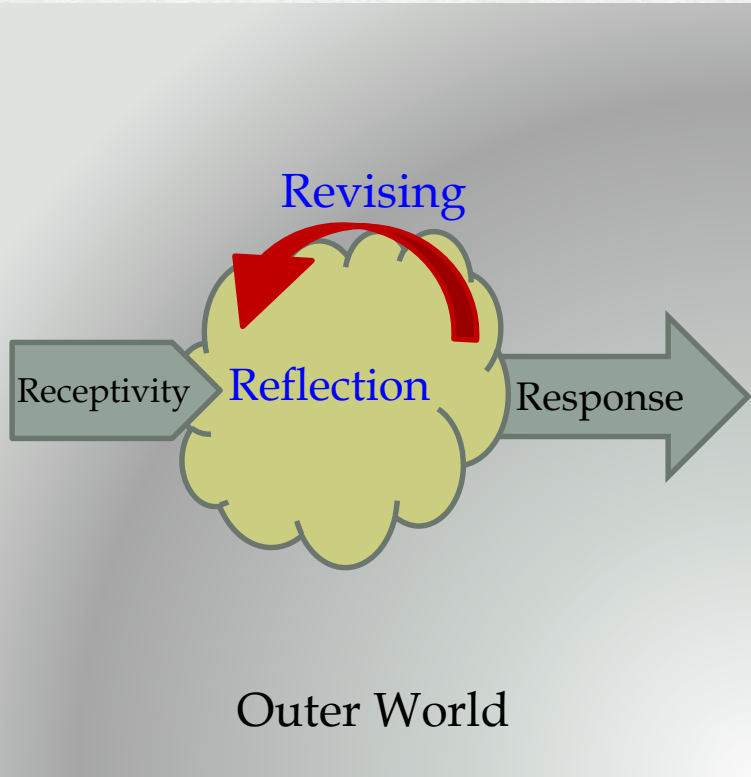 Revising
Receptivity
Reflection
Response
Outer World